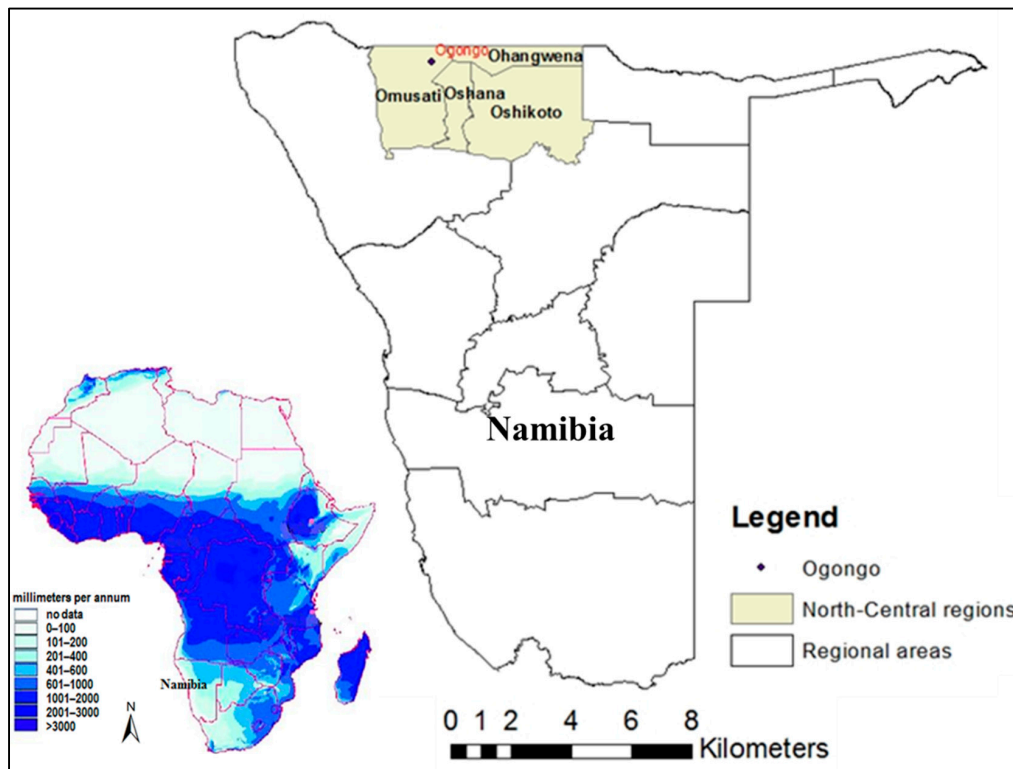 Ogongo
Ohangwena
Omusati
Oshana
Oshikoto
Namibia
Legend
Ogongo
North-Central regions
Regional areas
millimeters per annum
no data
0–100
101–200
201–400
401–600
601–1000
1001–2000
2001–3000
>3000
Namibia
N
0 1 2 4 6 8
Kilometers